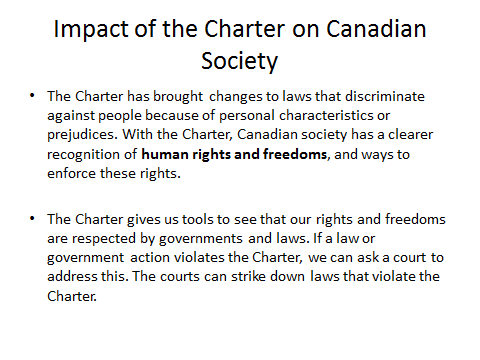 Impact of the Charter on Canadian
Society
• The Charter has brought changes to laws that discriminate
against people because of personal characteristics or
prejudices. With the Charter, Canadian society has a clearer
recognition of human rights and freedoms, and ways to
enforce these rights.
• The Charter gives us tools to see that our rights and freedoms
are respected by governments and laws. If a law or
government action violates the Charter, we can ask a court to
address this. The courts can strike down laws that violate the
Charter.